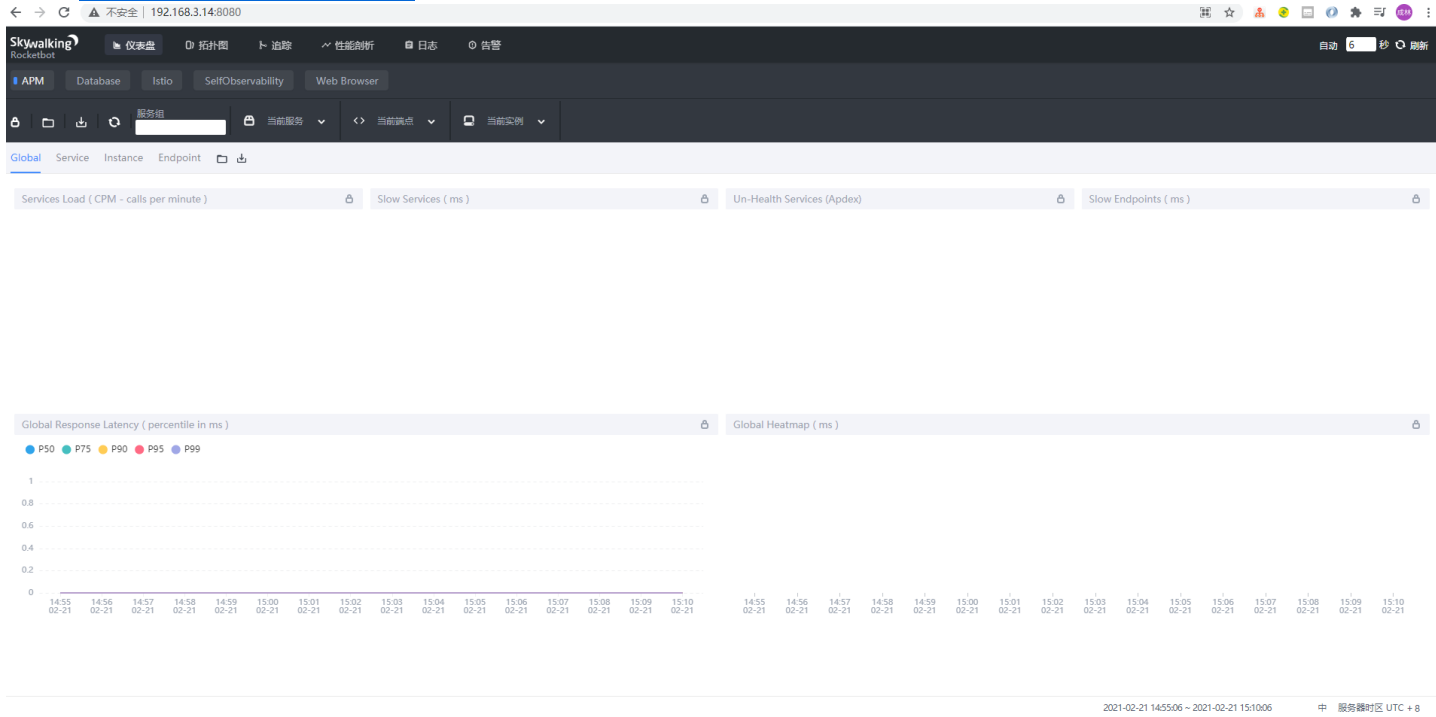 不安全 | 192.168.3.14:8080
Skywalking
Rocketbot
仪表盘 拓扑图 追踪 性能剖析 日志 告警 自动 6 秒 刷新
APM Database Istio SelfObservability Web Browser
服务组
当前服务 当前端点 当前实例
Global Service Instance Endpoint
Services Load ( CPM - calls per minute ) Slow Services ( ms ) Un-Health Services (Apdex) Slow Endpoints ( ms )
Global Response Latency ( percentile in ms ) Global Heatmap ( ms )
P50 P75 P90 P95 P99
1
0.8
0.6
0.4
0.2
0
14:55 14:56 14:57 14:58 14:59 15:00 15:01 15:02 15:03 15:04 15:05 15:06 15:07 15:08 15:09 15:10 14:55 14:56 14:57 14:58 14:59 15:00 15:01 15:02 15:03 15:04 15:05 15:06 15:07 15:08 15:09 15:10
02-21 02-21 02-21 02-21 02-21 02-21 02-21 02-21 02-21 02-21 02-21 02-21 02-21 02-21 02-21 02-21 02-21 02-21 02-21 02-21 02-21 02-21 02-21 02-21 02-21 02-21 02-21 02-21 02-21 02-21 02-21 02-21
2021-02-21 14:55:06 ~ 2021-02-21 15:10:06 中 服务器时区 UTC + 8